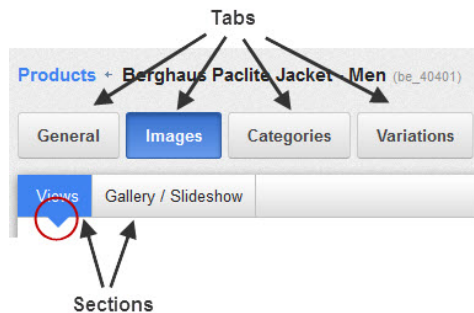 Tabs
Products ← Berghaus Paclite Jacket - Men (be_40401)
General Images Categories Variations
Views Gallery / Slideshow
Sections